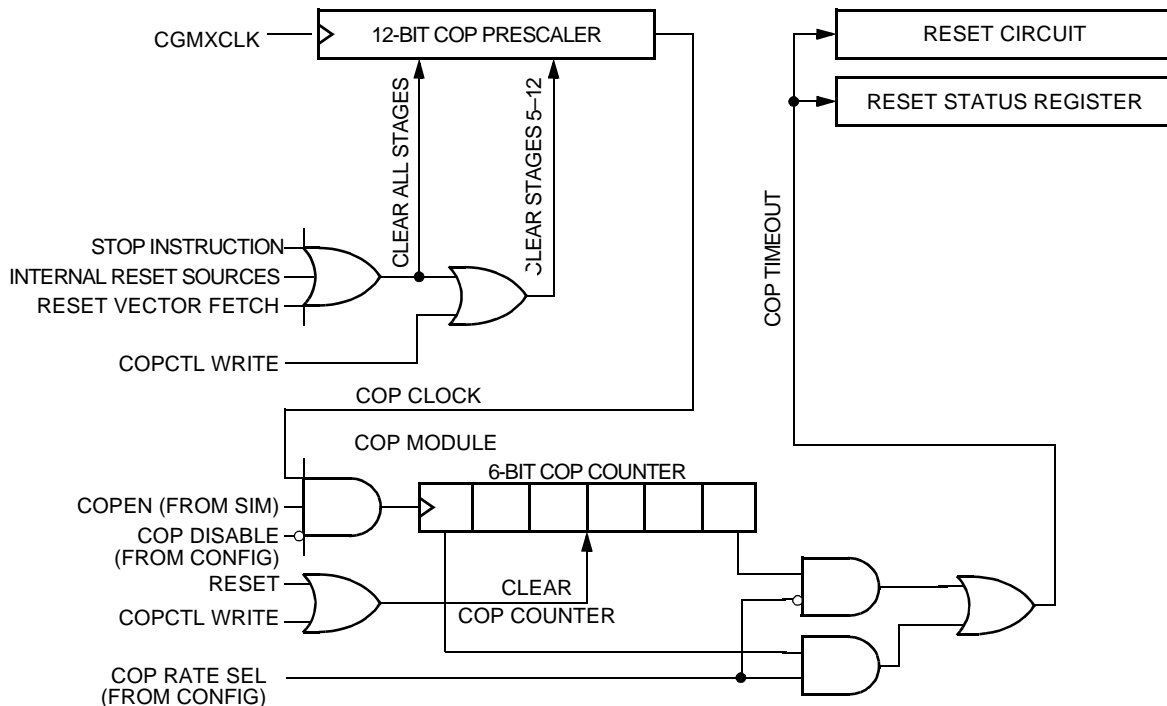 CGMXCLK
12-BIT COP PRESCALER
RESET CIRCUIT
RESET STATUS REGISTER
CLEAR ALL STAGES
CLEAR STAGES 5–12
COP TIMEOUT
STOP INSTRUCTION
INTERNAL RESET SOURCES
RESET VECTOR FETCH
COPCTL WRITE
COP CLOCK
COP MODULE
6-BIT COP COUNTER
COPEN (FROM SIM)
COP DISABLE
(FROM CONFIG)
RESET
COPCTL WRITE
CLEAR
COP COUNTER
COP RATE SEL
(FROM CONFIG)